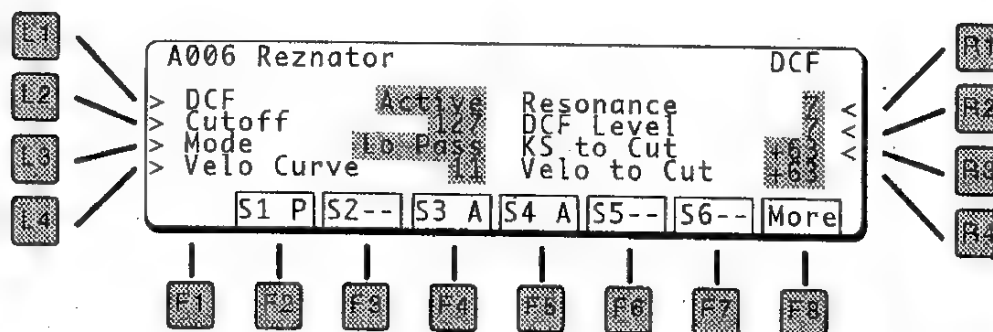 L1
L2
L3
L4
A006 Reznator DCF
> DCF Active Resonance 7 <
> Cutoff 127 DCF Level 7 <
> Mode Lo Pass KS to Cut +63 <
> Velo Curve 11 Velo to Cut +63
S1 P S2-- S3 A S4 A S5-- S6-- More
R1
R2
R3
R4
F1 F2 F3 F4 F5 F6 F7 F8